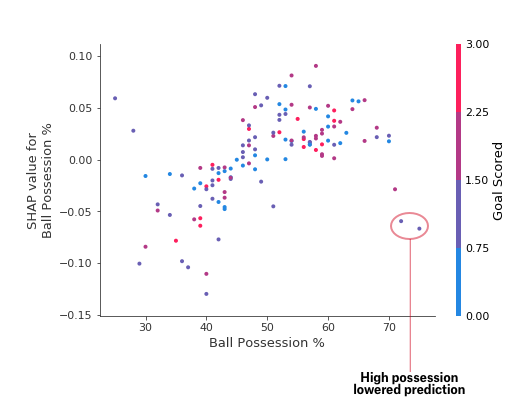 0.10
0.05
0.00
−0.05
−0.10
−0.15
SHAP value for
Ball Possession %
30
40
50
60
70
Ball Possession %
3.00
2.25
1.50
0.75
0.00
Goal Scored
High possession
lowered prediction